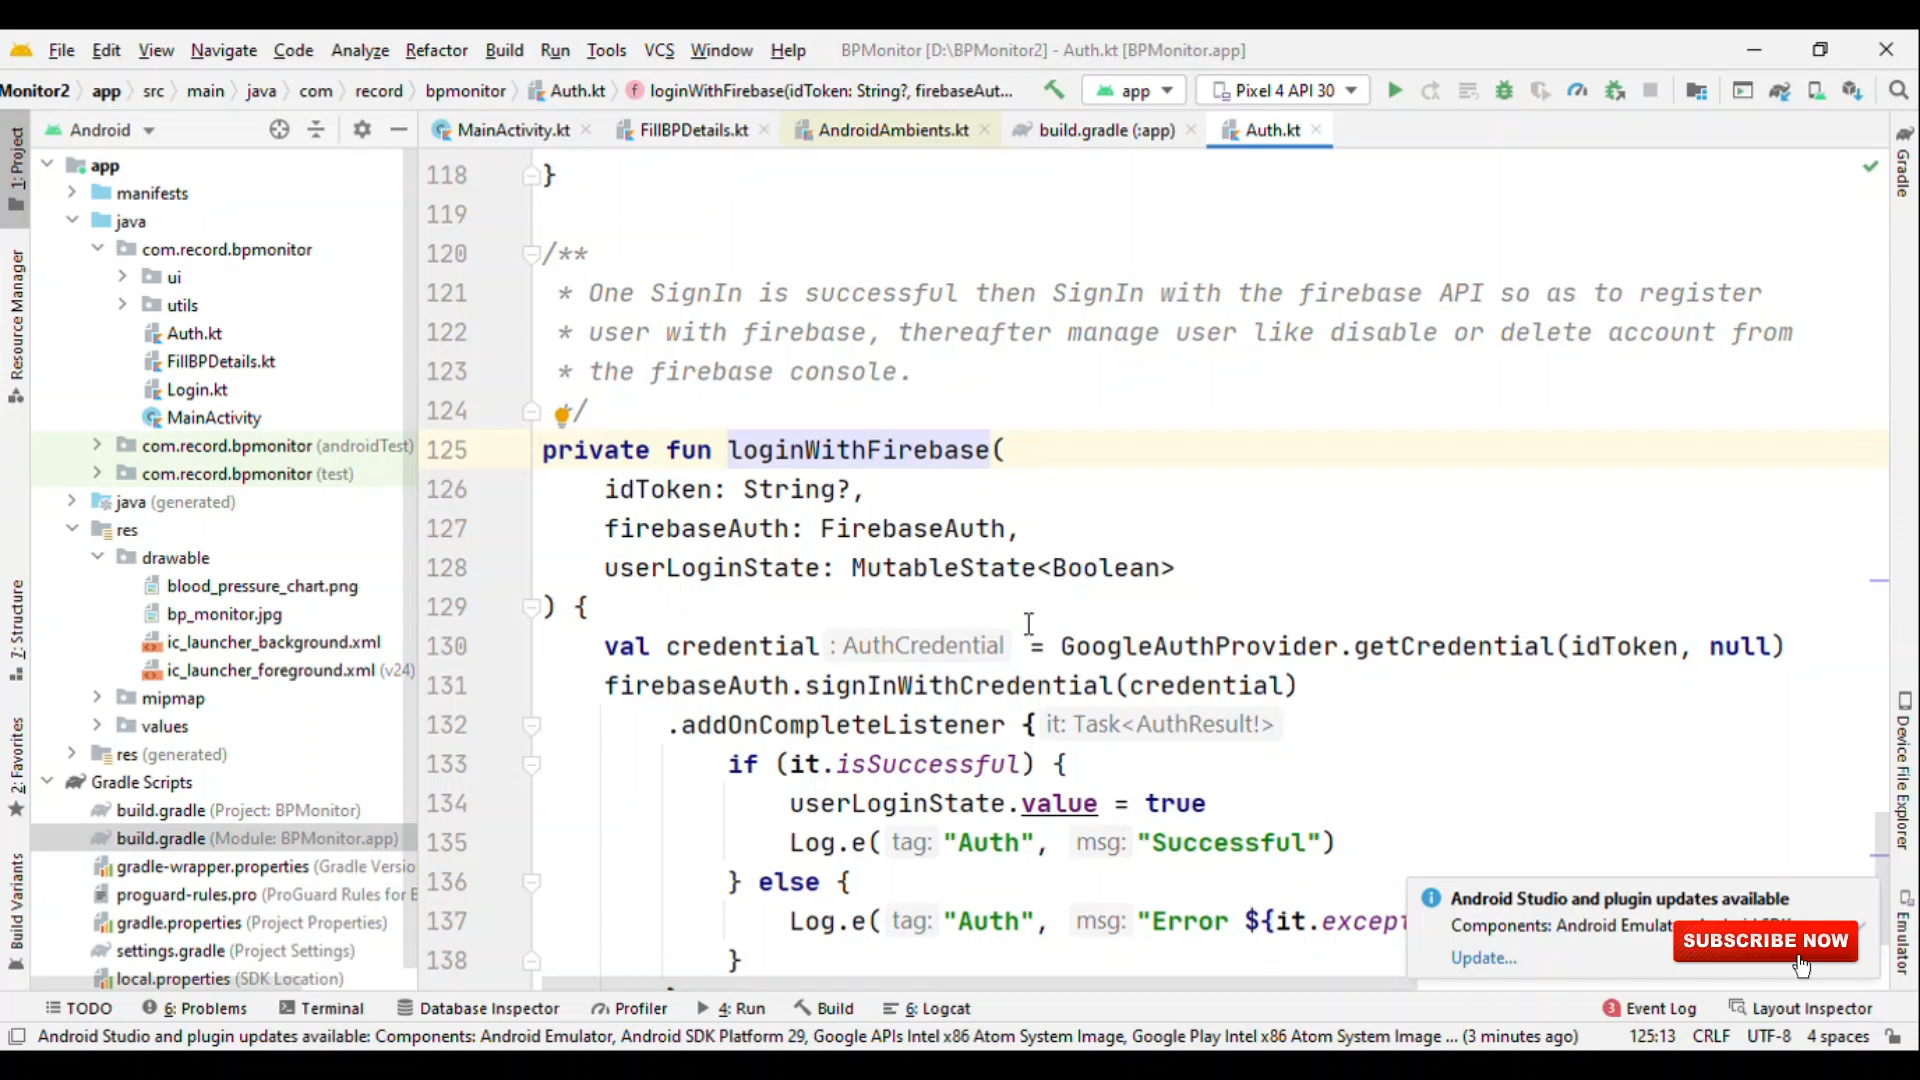 File Edit View Navigate Code Analyze Refactor Build Run Tools VCS Window Help BPMonitor [D:\BPMonitor2] - Auth.kt [BPMonitor.app]
Monitor2 app src main java com record bpmonitor Auth.kt loginWithFirebase(idToken: String?, firebaseAut... app Pixel 4 API 30
Android MainActivity.kt FillBPDetails.kt AndroidAmbients.kt build.gradle (:app) Auth.kt
1: Project
Resource Manager
7: Structure
2: Favorites
Build Variants
app
manifests
java
com.record.bpmonitor
ui
utils
Auth.kt
FillBPDetails.kt
Login.kt
MainActivity
com.record.bpmonitor (androidTest)
com.record.bpmonitor (test)
java (generated)
res
drawable
blood_pressure_chart.png
bp_monitor.jpg
ic_launcher_background.xml
ic_launcher_foreground.xml (v24)
mipmap
values
res (generated)
Gradle Scripts
build.gradle (Project: BPMonitor)
build.gradle (Module: BPMonitor.app)
gradle-wrapper.properties (Gradle Versio
proguard-rules.pro (ProGuard Rules for
gradle.properties (Project Properties)
settings.gradle (Project Settings)
local.properties (SDK Location)
118 }
119
120 /**
121 * One SignIn is successful then SignIn with the firebase API so as to register
122 * user with firebase, thereafter manage user like disable or delete account from
123 * the firebase console.
124 */
125 private fun loginWithFirebase(
126 idToken: String?,
127 firebaseAuth: FirebaseAuth,
128 userLoginState: MutableState<Boolean>
129 ) {
130 val credential : AuthCredential = GoogleAuthProvider.getCredential(idToken, null)
131 firebaseAuth.signInWithCredential(credential)
132 .addOnCompleteListener { it: Task<AuthResult!>
133 if (it.isSuccessful) {
134 userLoginState.value = true
135 Log.e( tag: "Auth", msg: "Successful")
136 } else {
137 Log.e( tag: "Auth", msg: "Error ${it.excep
138 }
Gradle
Device File Explorer
Emulator
Android Studio and plugin updates available
Components: Android Emulat
Update...
SUBSCRIBE NOW
TODO 6: Problems Terminal Database Inspector Profiler 4: Run Build 6: Logcat 3 Event Log Layout Inspector
Android Studio and plugin updates available: Components: Android Emulator, Android SDK Platform 29, Google APIs Intel x86 Atom System Image, Google Play Intel x86 Atom System Image ... (3 minutes ago) 125:13 CRLF UTF-8 4 spaces